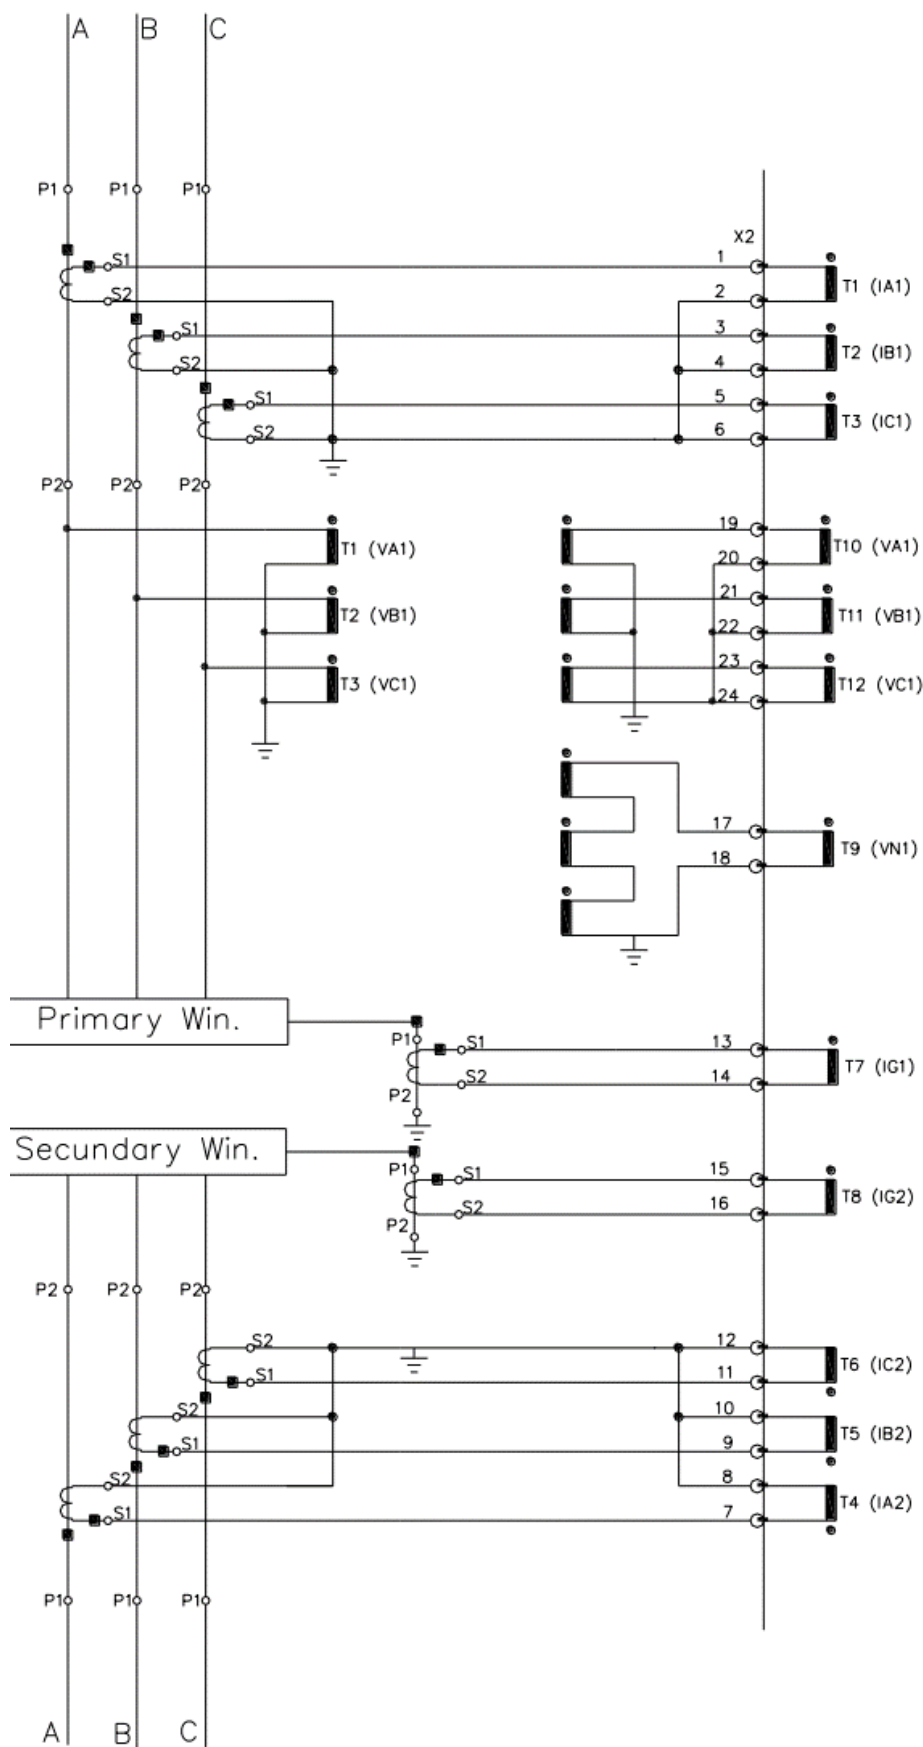 A B C
P1 P1 P1
X2
S1 1
S2 2 T1 (IA1)
S1 3
S2 4 T2 (IB1)
S1 5
S2 6 T3 (IC1)
P2 P2 P2
19
T1 (VA1) 20 T10 (VA1)
21
T2 (VB1) 22 T11 (VB1)
23
T3 (VC1) 24 T12 (VC1)
17
18 T9 (VN1)
Primary Win.
P1 S1 13
S2 14 T7 (IG1)
P2
Secundary Win.
P1 S1 15
S2 16 T8 (IG2)
P2
P2 P2 P2
S2 12
S1 11 T6 (IC2)
S2 10
S1 9 T5 (IB2)
S2 8
S1 7 T4 (IA2)
P1 P1 P1
A B C